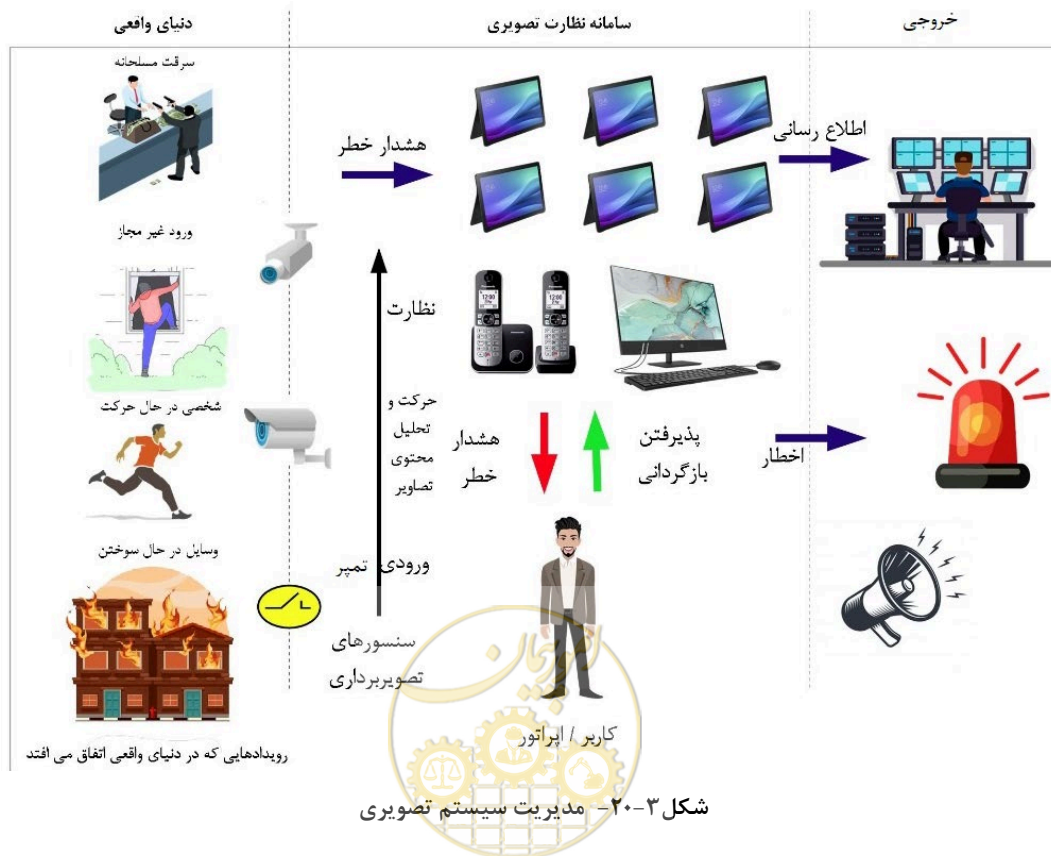 دنیای واقعی
سامانه نظارت تصویری
خروجی
سرقت مسلحانه
هشدار خطر
اطلاع رسانی
ورود غیر مجاز
نظارت
شخصی در حال حرکت
حرکت و
تحلیل
محتوی
تصاویر
هشدار
خطر
پذیرفتن
بازگردانی
اخطار
وسایل در حال سوختن
ورودی تمپر
سنسورهای
تصویربرداری
کاربر / اپراتور
رویدادهایی که در دنیای واقعی اتفاق می افتد
شکل۳-۲۰- مدیریت سیستم تصویری